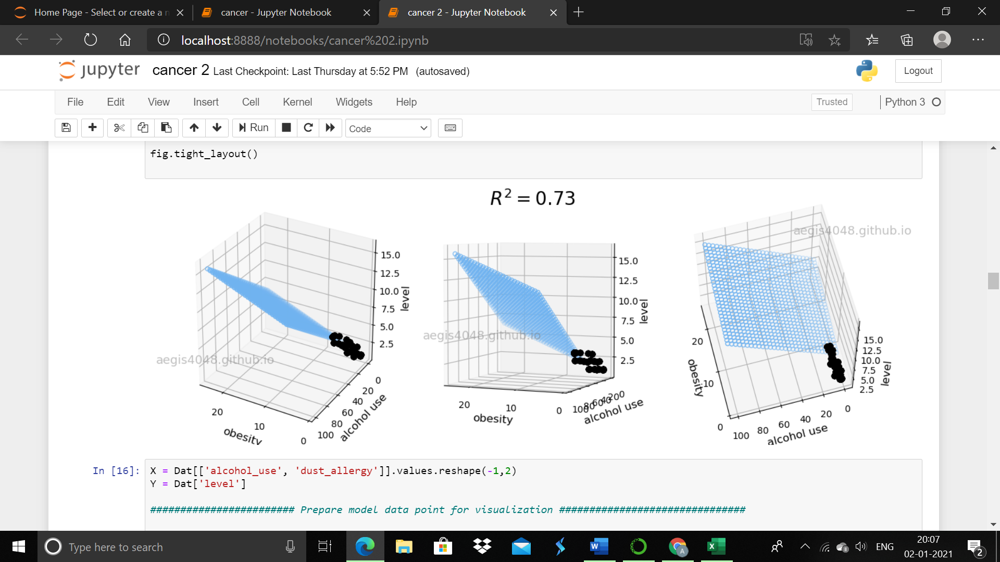 Home Page - Select or create a n
cancer - Jupyter Notebook
cancer 2 - Jupyter Notebook
localhost:8888/notebooks/cancer%202.ipynb
jupyter cancer 2 Last Checkpoint: Last Thursday at 5:52 PM (autosaved)
Logout
File Edit View Insert Cell Kernel Widgets Help
Trusted
Python 3
Run
Code
fig.tight_layout()
R² = 0.73
aegis4048.github.io
15.0
12.5
10.0
7.5
5.0
2.5
level
0
20
40
60
80
100
alcohol use
20
10
0
obesity
aegis4048.github.io
15.0
12.5
10.0
7.5
5.0
2.5
level
20
10
0
obesity
100 80 60 40 20 0
alcohol use
aegis4048.github.io
20
10
0
obesity
15.0
12.5
10.0
7.5
5.0
2.5
level
100 80 60 40 20 0
alcohol use
In [16]:
X = Dat[['alcohol_use', 'dust_allergy']].values.reshape(-1,2)
Y = Dat['level']
######################## Prepare model data point for visualization ###############################
Type here to search
ENG
20:07
02-01-2021
2